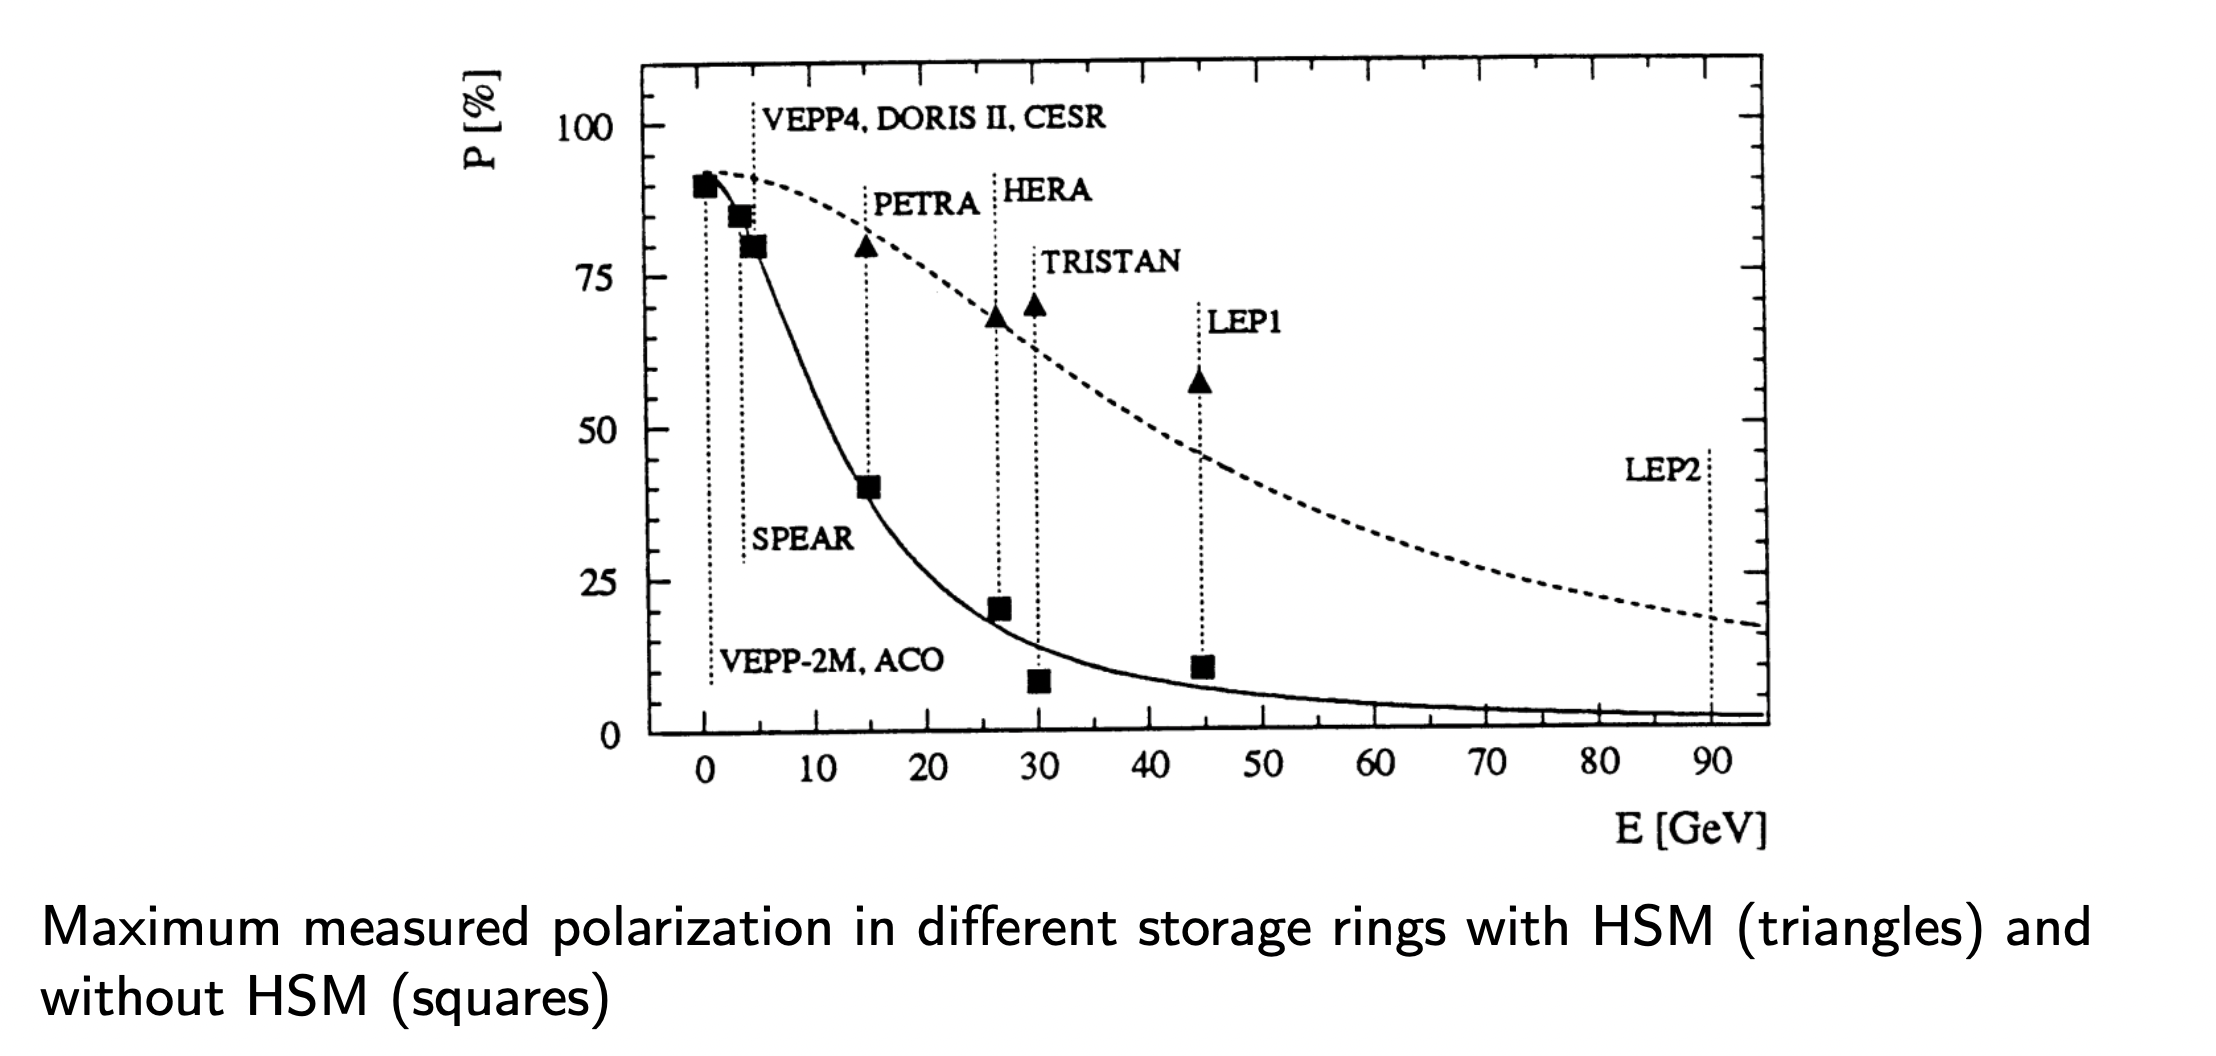 P [%]
100
75
50
25
0
VEPP4, DORIS II, CESR
PETRA
HERA
TRISTAN
LEP1
LEP2
SPEAR
VEPP-2M, ACO
0 10 20 30 40 50 60 70 80 90
E [GeV]
Maximum measured polarization in different storage rings with HSM (triangles) and
without HSM (squares)